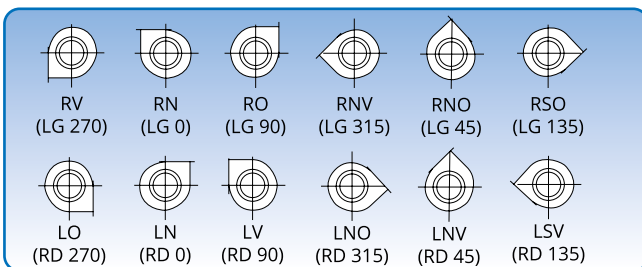 RV RN RO RNV RNO RSO
(LG 270) (LG 0) (LG 90) (LG 315) (LG 45) (LG 135)
LO LN LV LNO LNV LSV
(RD 270) (RD 0) (RD 90) (RD 315) (RD 45) (RD 135)